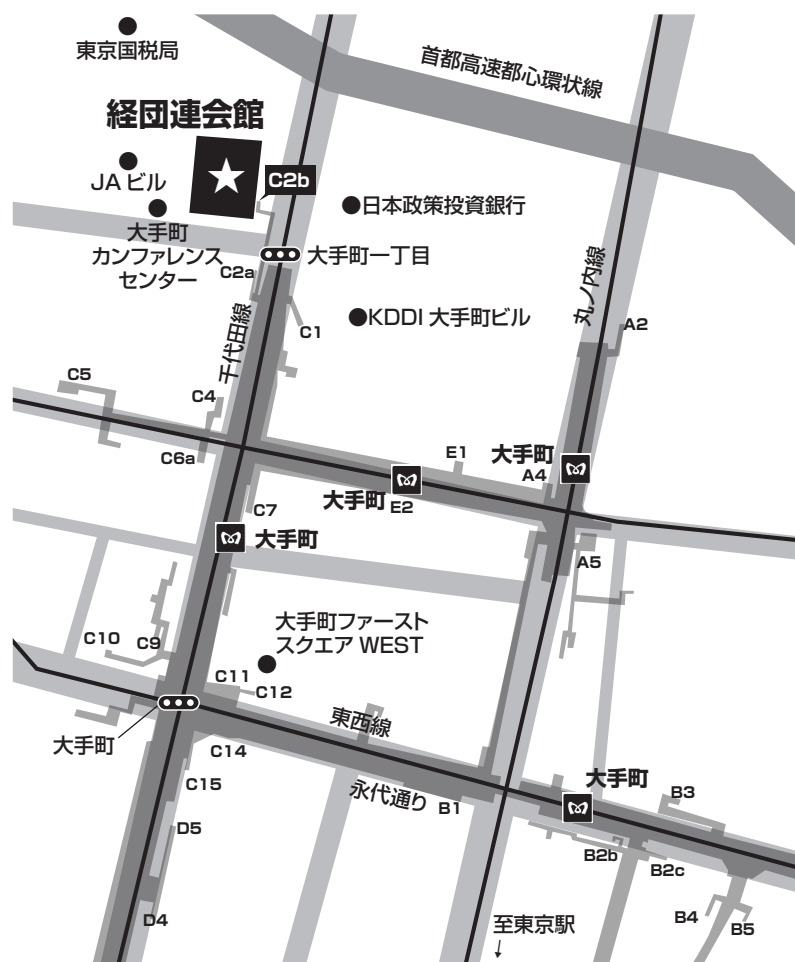 東京国税局
首都高速都心環状線
経団連会館
C2b
JAビル
●日本政策投資銀行
大手町
カンファレンス
センター
大手町一丁目
C2a
丸ノ内線
●KDDI 大手町ビル
A2
C1
千代田線
C5
C4
C6a
E1
大手町
A4
大手町
E2
C7
大手町
A5
大手町ファースト
スクエア WEST
C10
C9
C11
C12
東西線
大手町
C14
大手町
C15
永代通り
B1
B3
D5
B2b
B2c
D4
B4
B5
至東京駅